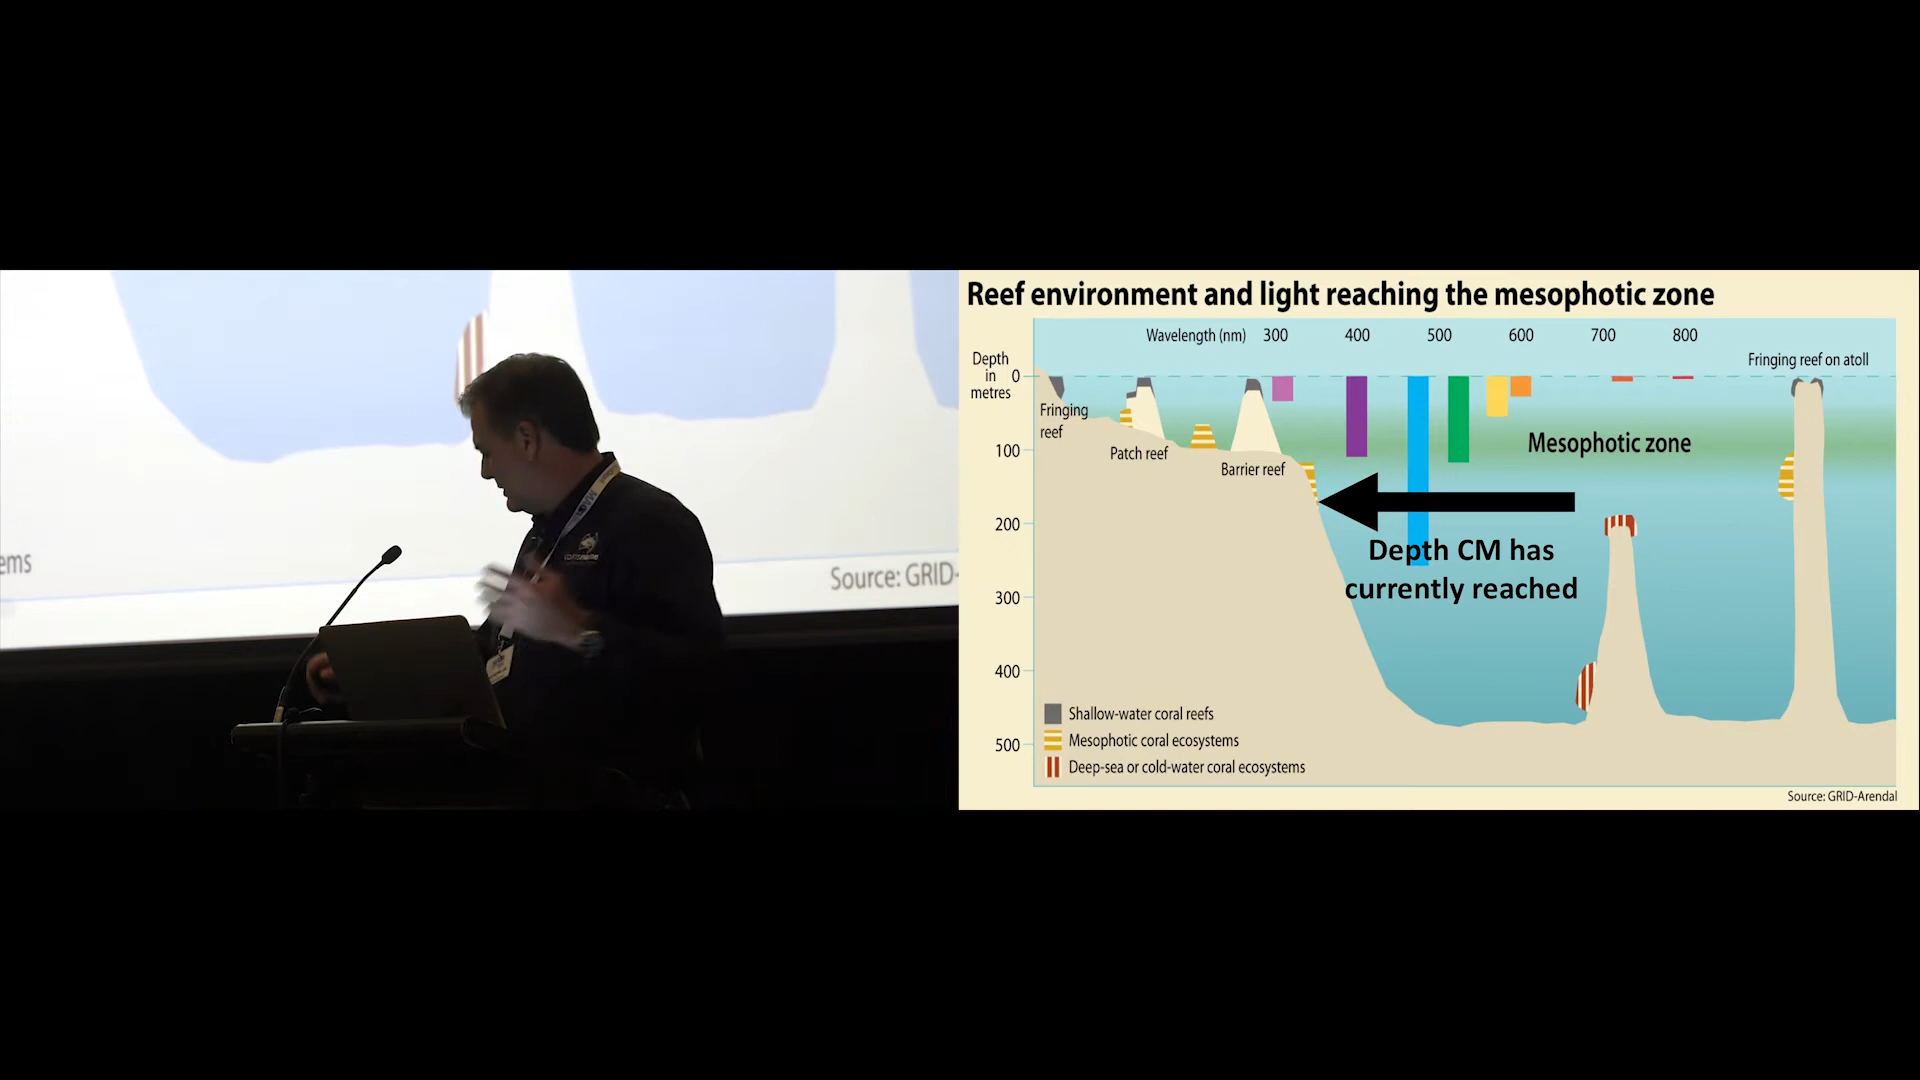 ems
Source: GRID-
Reef environment and light reaching the mesophotic zone
Wavelength (nm) 300 400 500 600 700 800
Depth
in
metres
0
100
200
300
400
500
Fringing reef on atoll
Fringing
reef
Patch reef
Barrier reef
Mesophotic zone
Depth CM has
currently reached
Shallow-water coral reefs
Mesophotic coral ecosystems
Deep-sea or cold-water coral ecosystems
Source: GRID-Arendal